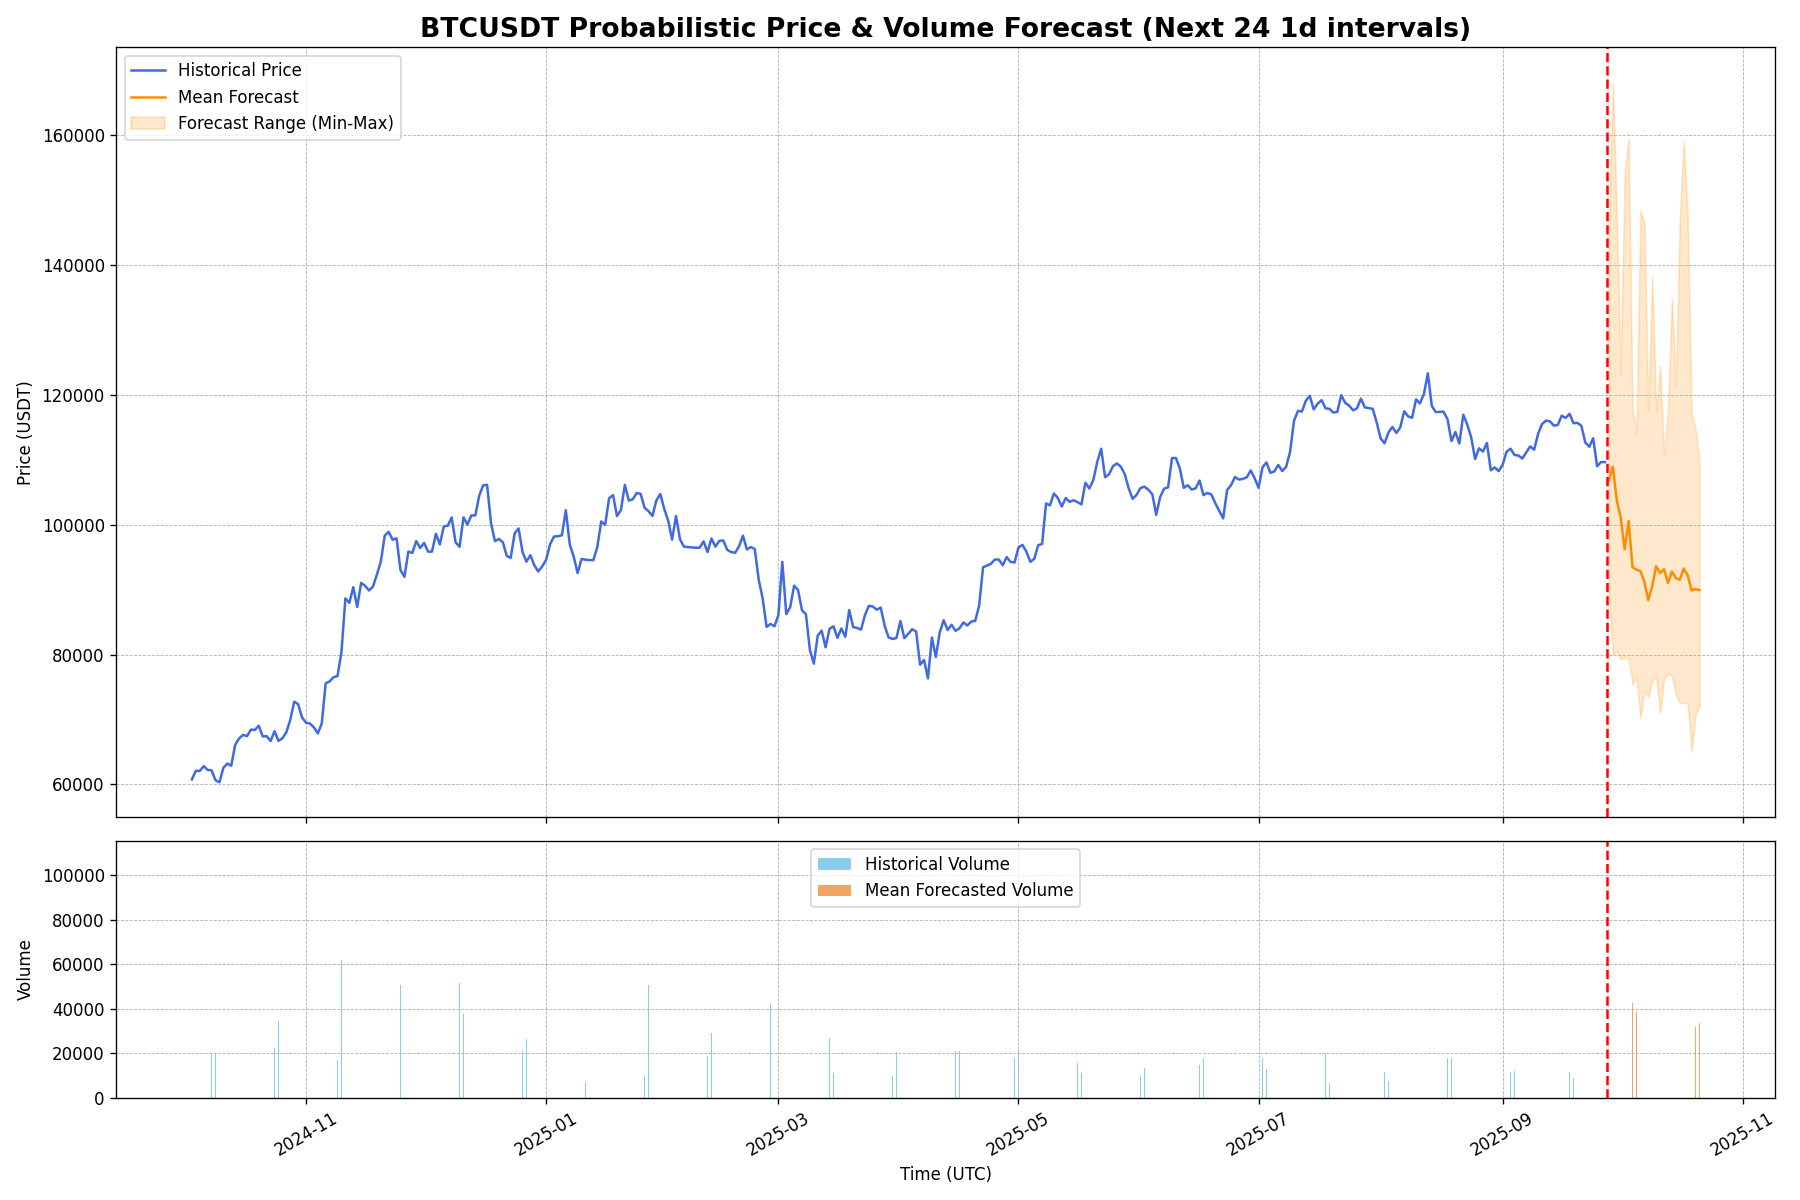 BTCUSDT Probabilistic Price & Volume Forecast (Next 24 1d intervals)
Historical Price
Mean Forecast
Forecast Range (Min-Max)
160000
140000
120000
100000
80000
60000
Price (USDT)
Historical Volume
Mean Forecasted Volume
100000
80000
60000
40000
20000
0
Volume
2024-11
2025-01
2025-03
2025-05
2025-07
2025-09
2025-11
Time (UTC)